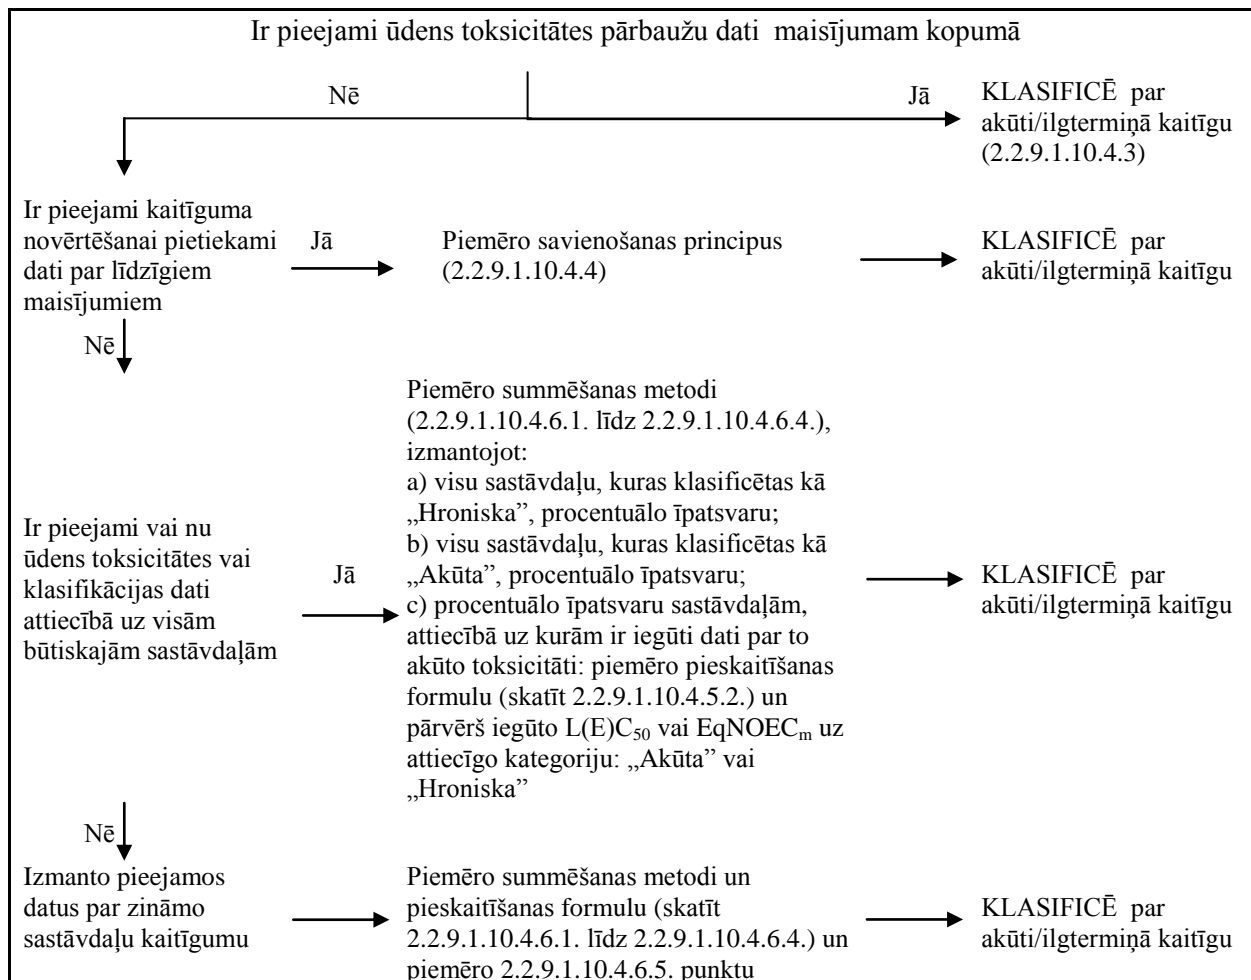 Ir pieejami ūdens toksicitātes pārbaužu dati maisījumam kopumā
Nē
Jā
KLASIFICĒ par
akūti/ilgtermiņā kaitīgu
(2.2.9.1.10.4.3)
Ir pieejami kaitīguma
novērtēšanai pietiekami
dati par līdzīgiem
maisījumiem
Jā
Piemēro savienošanas principus
(2.2.9.1.10.4.4)
KLASIFICĒ par
akūti/ilgtermiņā kaitīgu
Nē
Ir pieejami vai nu
ūdens toksicitātes vai
klasifikācijas dati
attiecībā uz visām
būtiskajām sastāvdaļām
Jā
Piemēro summēšanas metodi
(2.2.9.1.10.4.6.1. līdz 2.2.9.1.10.4.6.4.),
izmantojot:
a) visu sastāvdaļu, kuras klasificētas kā
„Hroniska”, procentuālo īpatsvaru;
b) visu sastāvdaļu, kuras klasificētas kā
„Akūta”, procentuālo īpatsvaru;
c) procentuālo īpatsvaru sastāvdaļām,
attiecībā uz kurām ir iegūti dati par to
akūto toksicitāti: piemēro pieskaitīšanas
formulu (skatīt 2.2.9.1.10.4.5.2.) un
pārvērš iegūto L(E)C₅₀ vai EqNOECₘ uz
attiecīgo kategoriju: „Akūta” vai
„Hroniska”
KLASIFICĒ par
akūti/ilgtermiņā kaitīgu
Nē
Izmanto pieejamos
datus par zināmo
sastāvdaļu kaitīgumu
Piemēro summēšanas metodi un
pieskaitīšanas formulu (skatīt
2.2.9.1.10.4.6.1. līdz 2.2.9.1.10.4.6.4.) un
piemēro 2.2.9.1.10.4.6.5. punktu
KLASIFICĒ par
akūti/ilgtermiņā kaitīgu